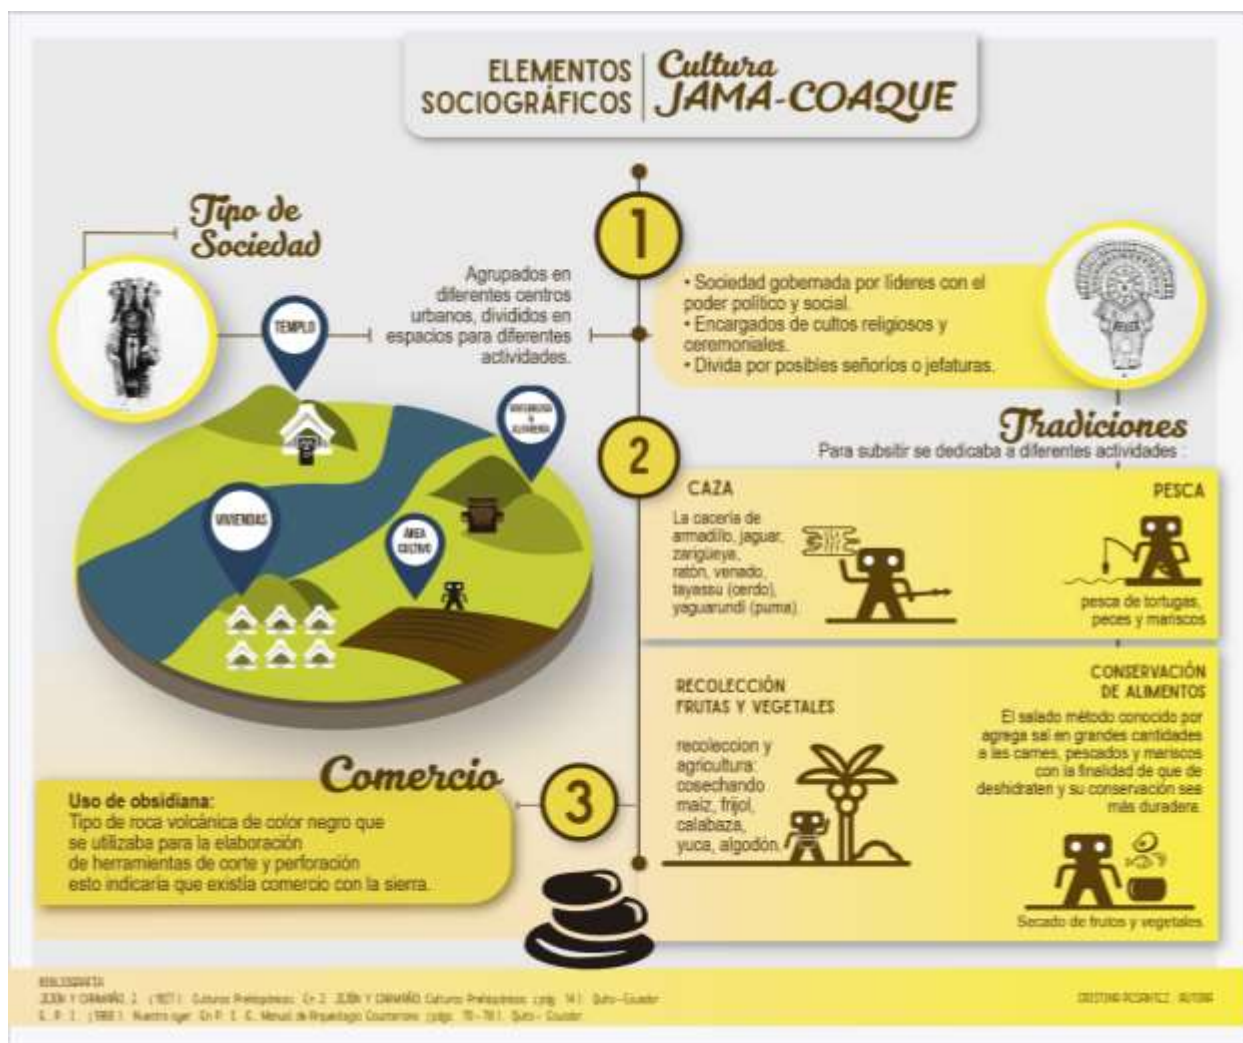 ELEMENTOS
SOCIOGRÁFICOS
Cultura
JAMA-COAQUE
1
Tipo de
Sociedad
Agrupados en
diferentes centros
urbanos, divididos en
espacios para diferentes
actividades.
• Sociedad gobernada por líderes con el
poder político y social.
• Encargados de cultos religiosos y
ceremoniales.
• Divida por posibles señoríos o jefaturas.
TEMPLO
VIVIENDAS
ÁREA
CULTIVO
2
Tradiciones
Para subsitir se dedicaba a diferentes actividades :
CAZA
La cacería de
armadillo, jaguar,
zarigüeya,
ratón, venado,
tayassu (cerdo),
yaguarundí (puma).
PESCA
pesca de tortugas,
peces y mariscos
RECOLECCIÓN
FRUTAS Y VEGETALES
recoleccion y
agricultura:
cosechando
maíz, frijol,
calabaza,
yuca, algodón.
CONSERVACIÓN
DE ALIMENTOS
El salado método conocido por
agrega sal en grandes cantidades
a las carnes, pescados y mariscos
con la finalidad de que de
deshidraten y su conservación sea
más duradera.
Secado de frutos y vegetales.
3
Comercio
Uso de obsidiana:
Tipo de roca volcánica de color negro que
se utilizaba para la elaboración
de herramientas de corte y perforación
esto indicaría que existía comercio con la sierra.
BIBLIOGRAFIA